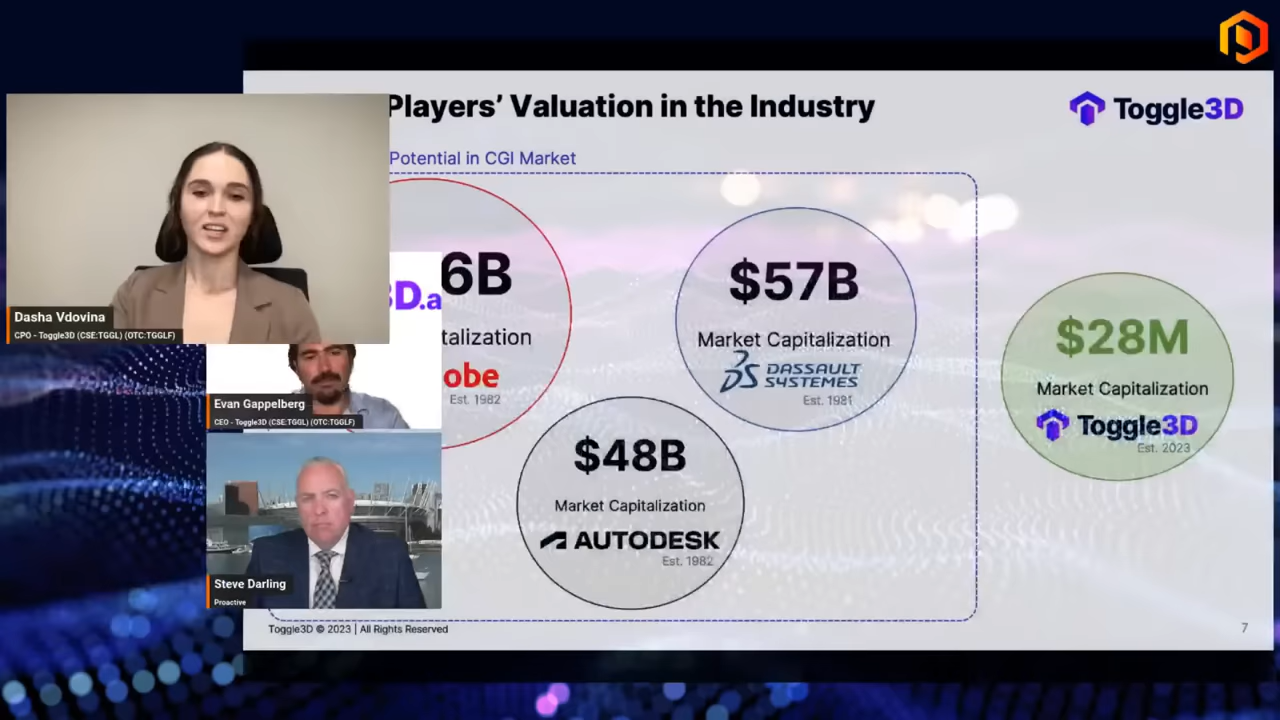 Players' Valuation in the Industry
Toggle3D
Potential in CGI Market
6B
$57B
$28M
talization
Market Capitalization
Market Capitalization
obe
DASSAULT
SYSTEMES
Est. 1982
Est. 1981
Toggle3D
Est. 2023
$48B
Market Capitalization
AUTODESK
Est. 1982
Dasha Vdovina
CPO - Toggle3D (CSE:TGGL) (OTC:TGGLF)
3D.a
Evan Gappelberg
CEO - Toggle3D (CSE:TGGL) (OTC:TGGLF)
Steve Darling
Proactive
Toggle3D © 2023 | All Rights Reserved
7